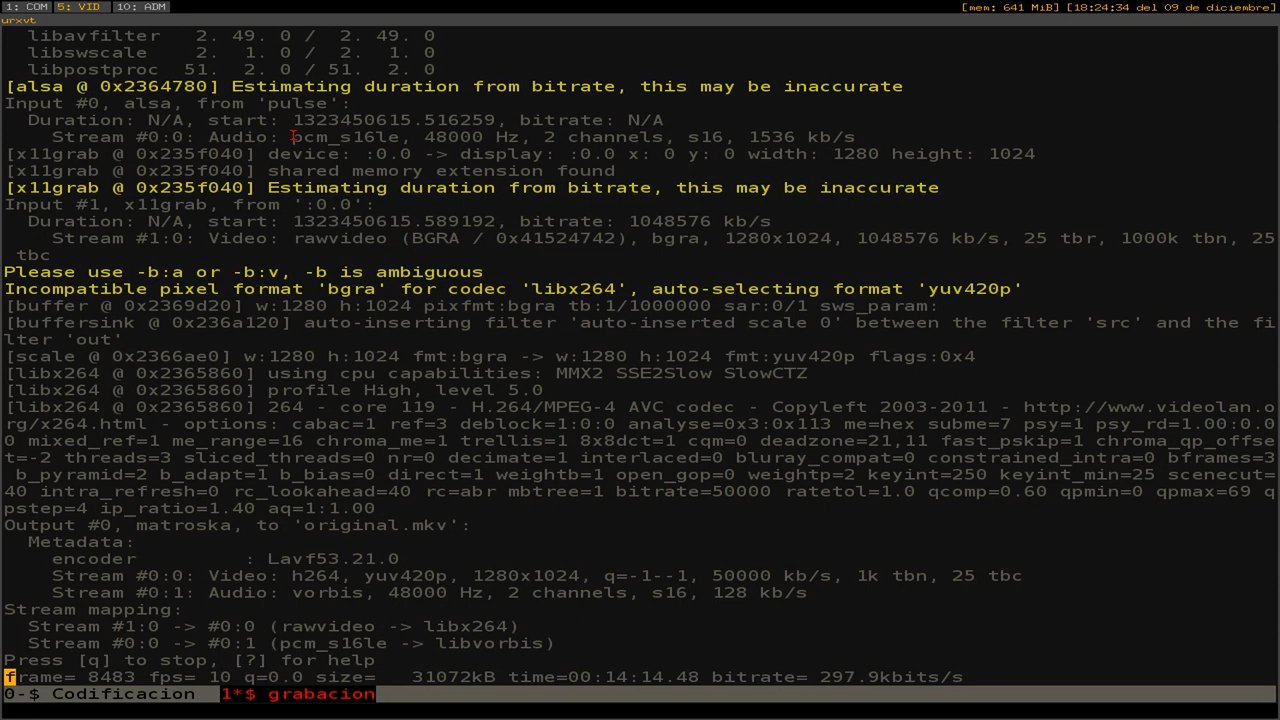 1: COM  5: VID  10: ADM  [mem: 641 MiB] [18:24:34 del 09 de diciembre]
urxvt
libavfilter   2. 49. 0 /  2. 49. 0
libswscale    2.  1. 0 /  2.  1. 0
libpostproc  51.  2. 0 / 51.  2. 0
[alsa @ 0x2364780] Estimating duration from bitrate, this may be inaccurate
Input #0, alsa, from 'pulse':
Duration: N/A, start: 1323450615.516259, bitrate: N/A
Stream #0:0: Audio: pcm_s16le, 48000 Hz, 2 channels, s16, 1536 kb/s
[x11grab @ 0x235f040] device: :0.0 -> display: :0.0 x: 0 y: 0 width: 1280 height: 1024
[x11grab @ 0x235f040] shared memory extension found
[x11grab @ 0x235f040] Estimating duration from bitrate, this may be inaccurate
Input #1, x11grab, from ':0.0':
Duration: N/A, start: 1323450615.589192, bitrate: 1048576 kb/s
Stream #1:0: Video: rawvideo (BGRA / 0x41524742), bgra, 1280x1024, 1048576 kb/s, 25 tbr, 1000k tbn, 25
tbc
Please use -b:a or -b:v, -b is ambiguous
Incompatible pixel format 'bgra' for codec 'libx264', auto-selecting format 'yuv420p'
[buffer @ 0x2369d20] w:1280 h:1024 pixfmt:bgra tb:1/1000000 sar:0/1 sws_param:
[buffersink @ 0x236a120] auto-inserting filter 'auto-inserted scale 0' between the filter 'src' and the fi
lter 'out'
[scale @ 0x2366ae0] w:1280 h:1024 fmt:bgra -> w:1280 h:1024 fmt:yuv420p flags:0x4
[libx264 @ 0x2365860] using cpu capabilities: MMX2 SSE2Slow SlowCTZ
[libx264 @ 0x2365860] profile High, level 5.0
[libx264 @ 0x2365860] 264 - core 119 - H.264/MPEG-4 AVC codec - Copyleft 2003-2011 - http://www.videolan.o
rg/x264.html - options: cabac=1 ref=3 deblock=1:0:0 analyse=0x3:0x113 me=hex subme=7 psy=1 psy_rd=1.00:0.0
0 mixed_ref=1 me_range=16 chroma_me=1 trellis=1 8x8dct=1 cqm=0 deadzone=21,11 fast_pskip=1 chroma_qp_offse
t=-2 threads=3 sliced_threads=0 nr=0 decimate=1 interlaced=0 bluray_compat=0 constrained_intra=0 bframes=3
b_pyramid=2 b_adapt=1 b_bias=0 direct=1 weightb=1 open_gop=0 weightp=2 keyint=250 keyint_min=25 scenecut=
40 intra_refresh=0 rc_lookahead=40 rc=abr mbtree=1 bitrate=50000 ratetol=1.0 qcomp=0.60 qpmin=0 qpmax=69 q
pstep=4 ip_ratio=1.40 aq=1:1.00
Output #0, matroska, to 'original.mkv':
Metadata:
encoder         : Lavf53.21.0
Stream #0:0: Video: h264, yuv420p, 1280x1024, q=-1--1, 50000 kb/s, 1k tbn, 25 tbc
Stream #0:1: Audio: vorbis, 48000 Hz, 2 channels, s16, 128 kb/s
Stream mapping:
Stream #1:0 -> #0:0 (rawvideo -> libx264)
Stream #0:0 -> #0:1 (pcm_s16le -> libvorbis)
Press [q] to stop, [?] for help
frame= 8483 fps= 10 q=0.0 size=   31072kB time=00:14:14.48 bitrate= 297.9kbits/s
0-$ Codificacion  1*$ grabacion